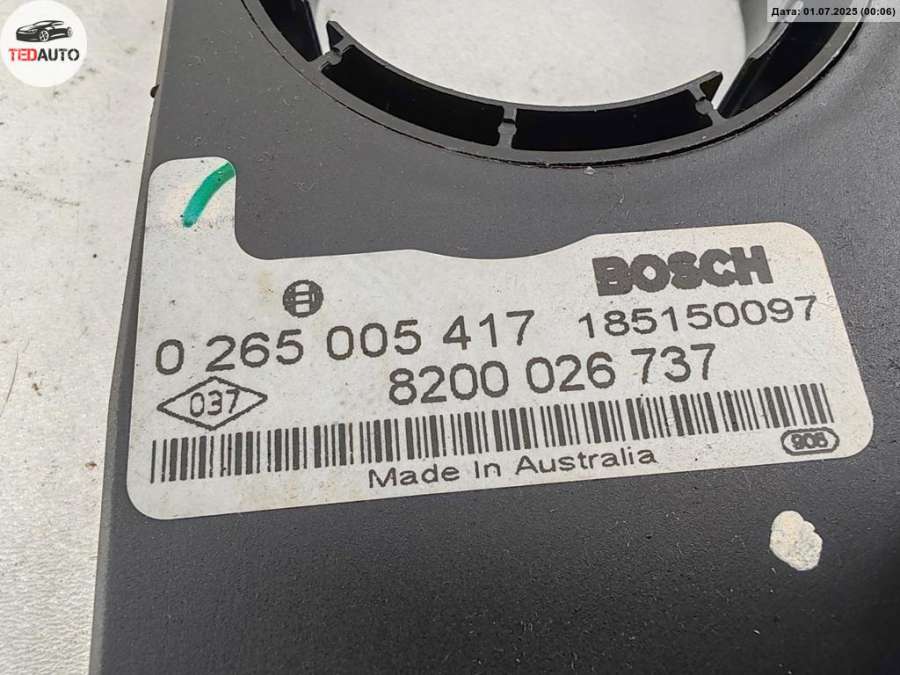 Дата: 01.07.2025 (00:06)
TEDAUTO
BOSCH
0 265 005 417 185150097
037 8200 026 737
906
Made In Australia